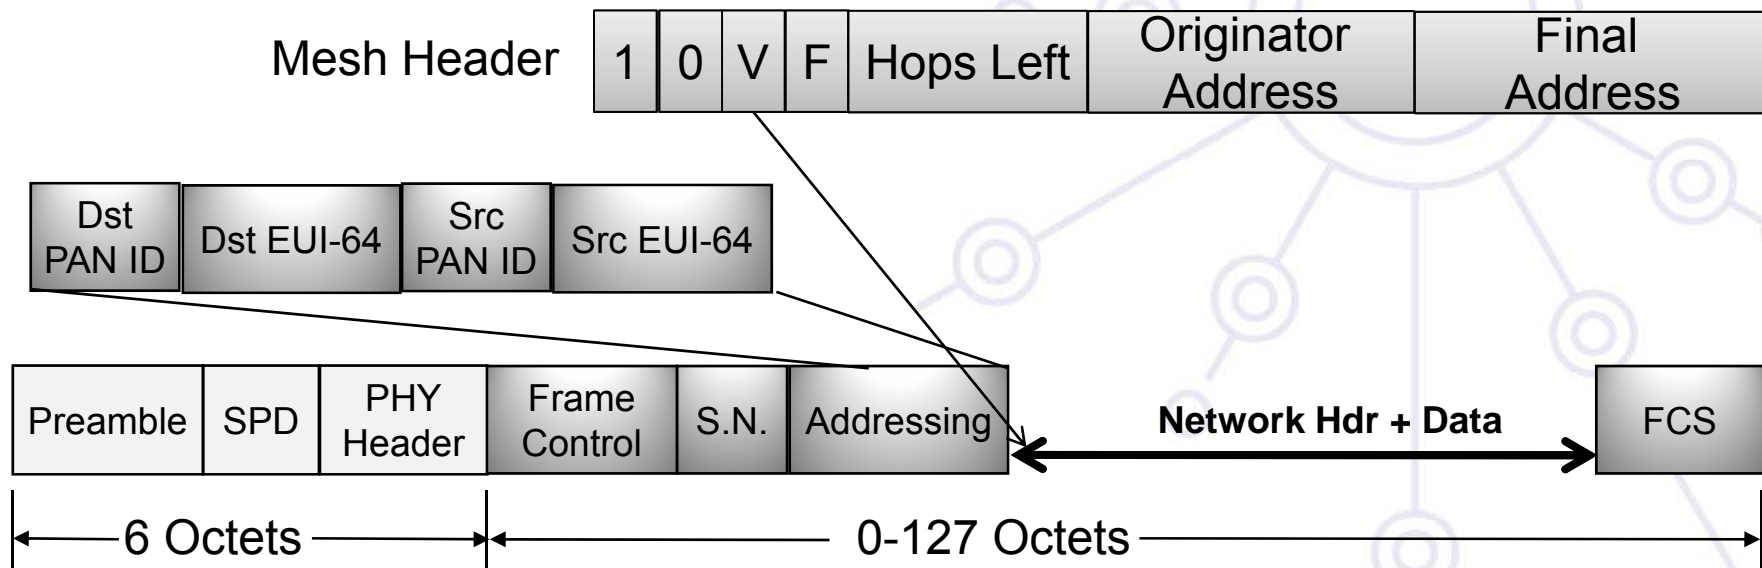 Mesh Header 1 0 V F Hops Left Originator Address Final Address
Dst PAN ID Dst EUI-64 Src PAN ID Src EUI-64
Preamble SPD PHY Header Frame Control S.N. Addressing Network Hdr + Data FCS
6 Octets 0-127 Octets